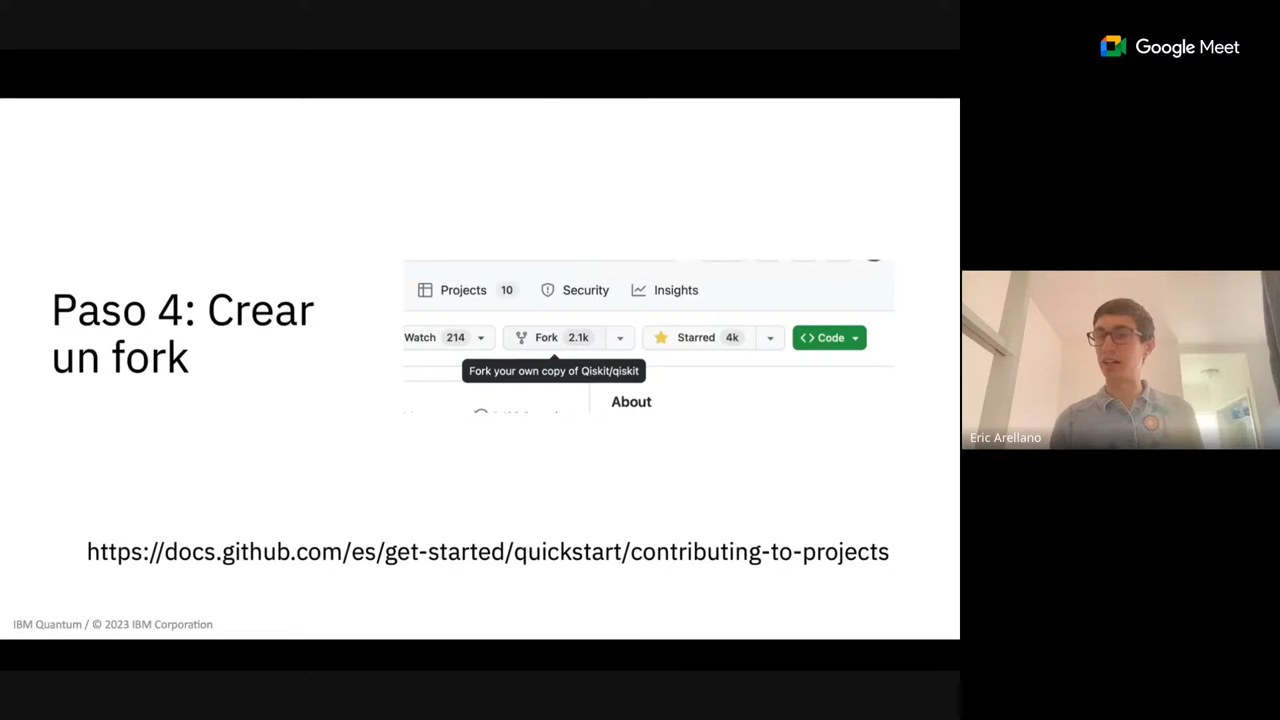 Google Meet
Projects 10 Security Insights
Watch 214 Fork 2.1k Starred 4k <> Code
Fork your own copy of Qiskit/qiskit
About
Paso 4: Crear
un fork
https://docs.github.com/es/get-started/quickstart/contributing-to-projects
IBM Quantum / © 2023 IBM Corporation
Eric Arellano